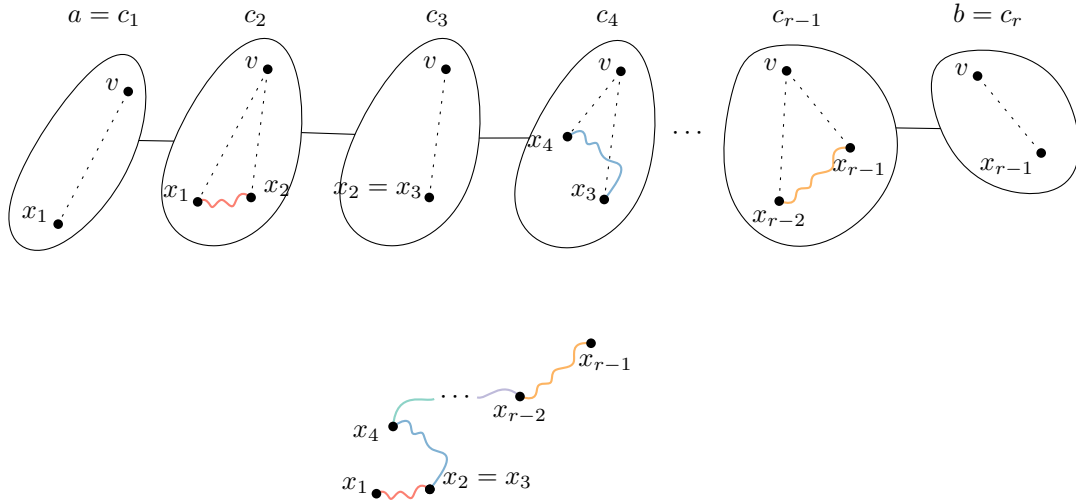 a = c₁ c₂ c₃ c₄ cᵣ₋₁ b = cᵣ
v v v v v v
x₄ ⋯ xᵣ₋₁ xᵣ₋₁
x₁ x₁ x₂ x₂ = x₃ x₃ xᵣ₋₂
xᵣ₋₁
⋯ xᵣ₋₂
x₄
x₁ x₂ = x₃